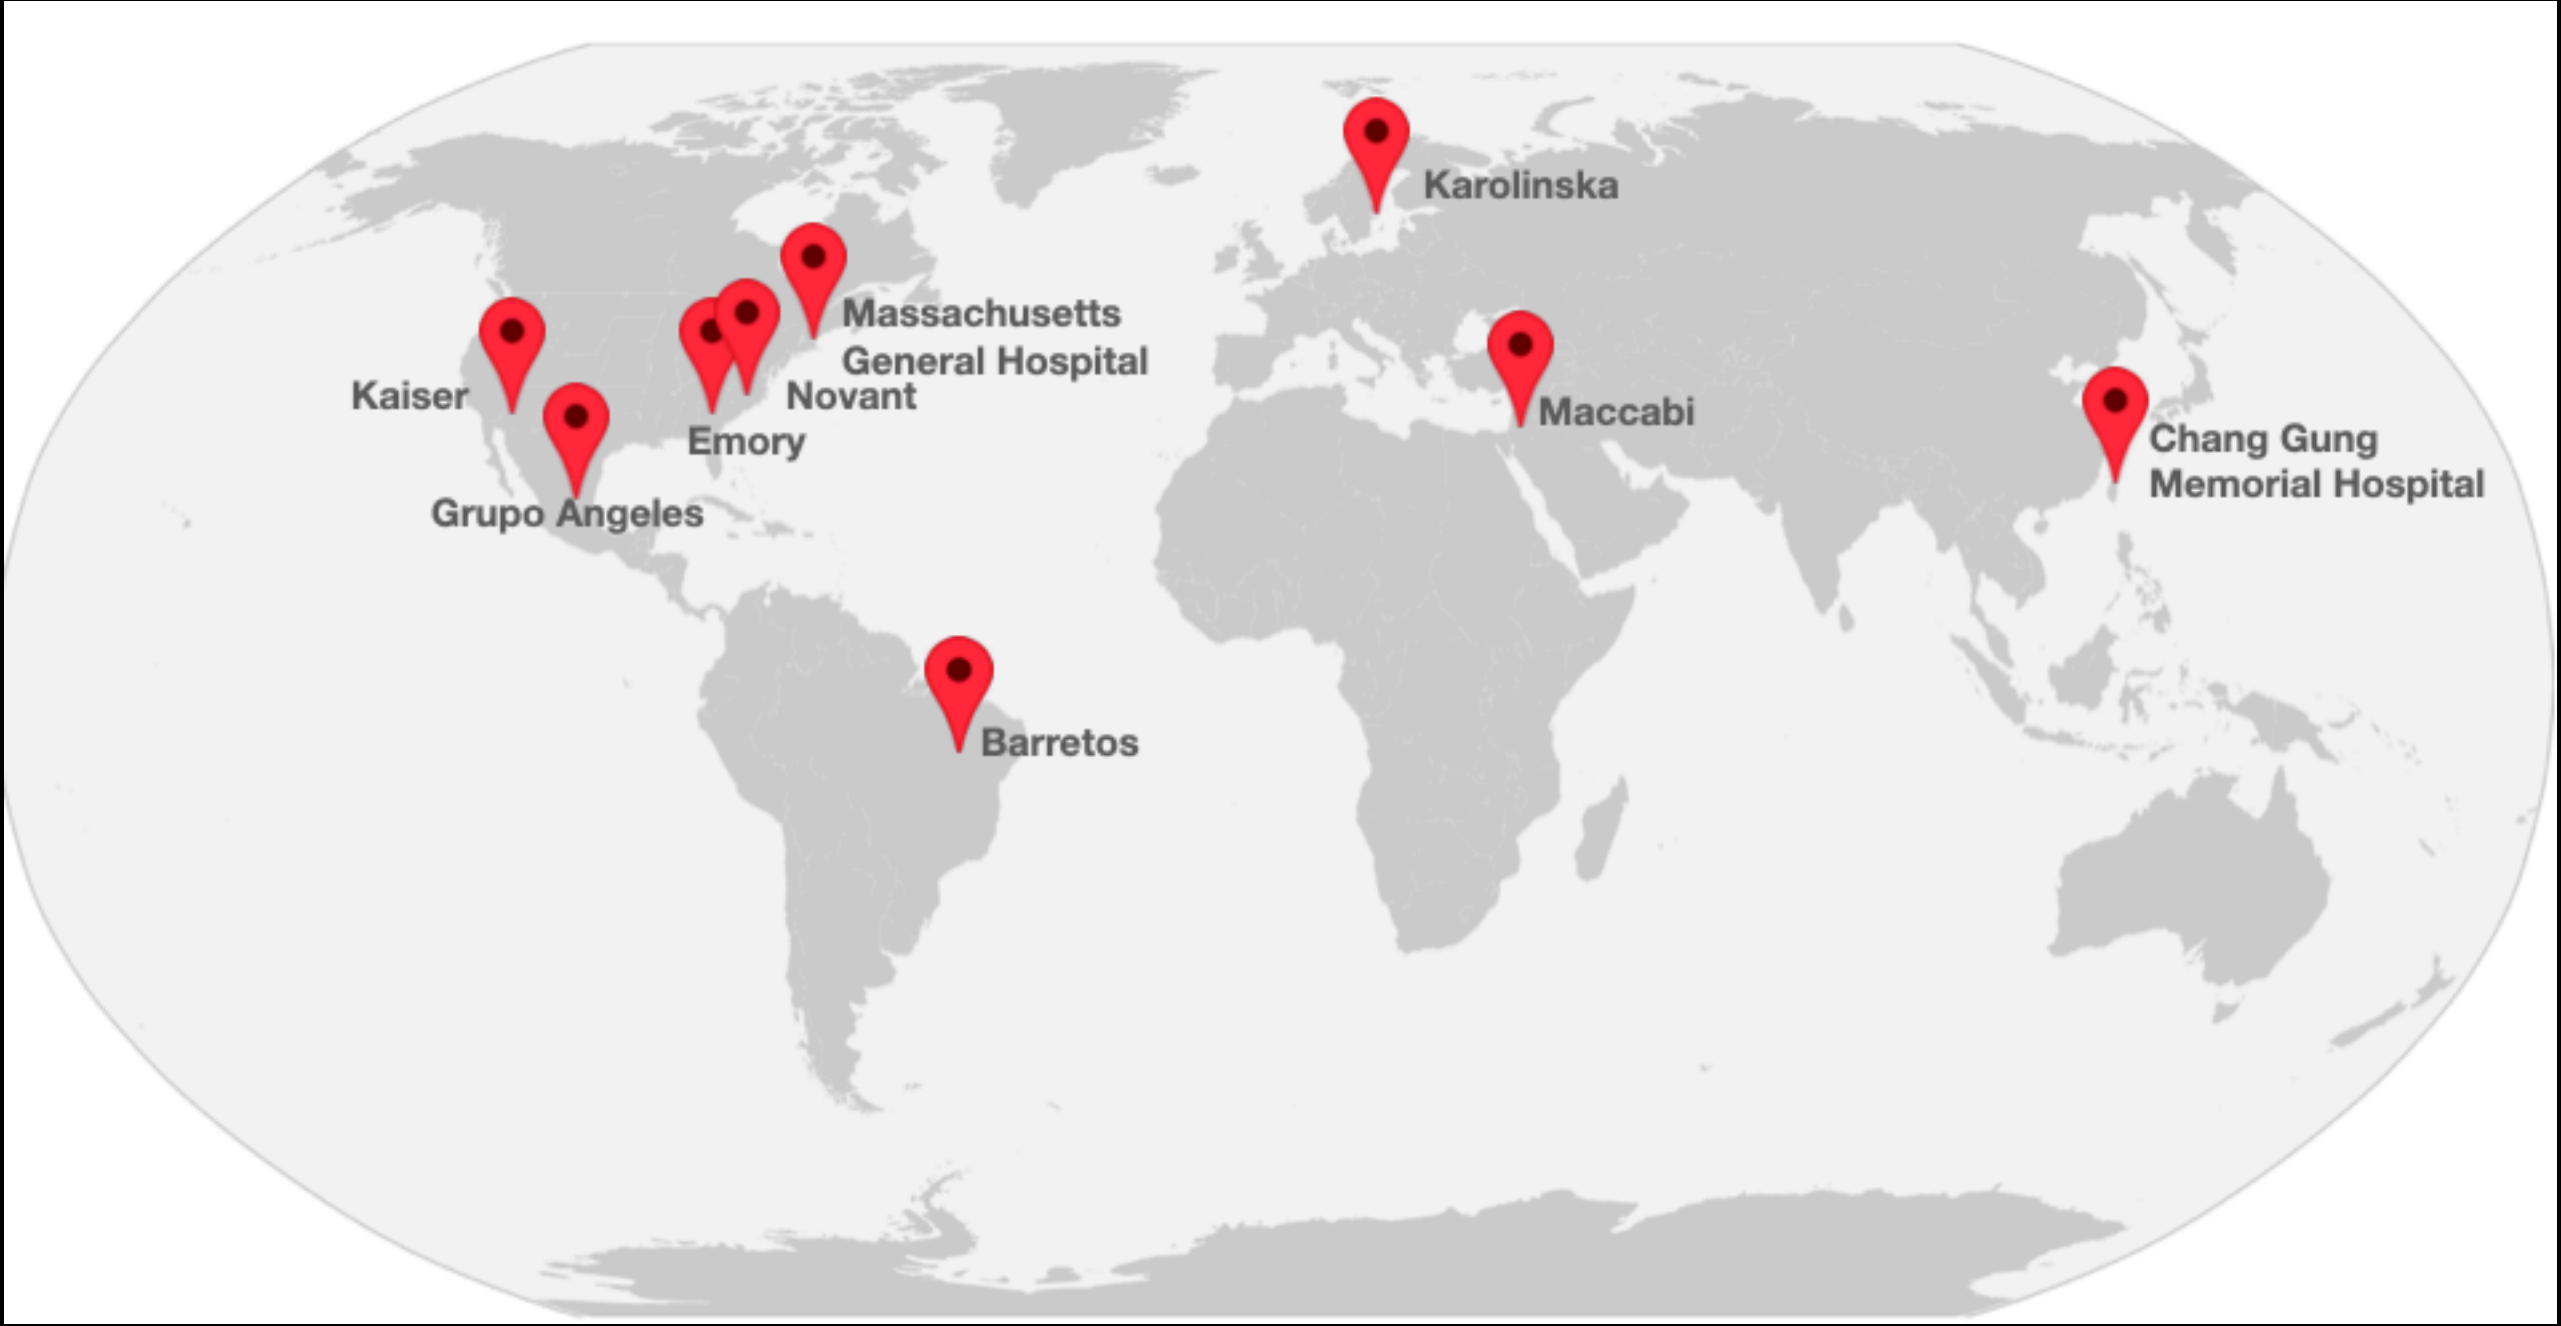 Karolinska
Massachusetts
General Hospital
Kaiser
Novant
Maccabi
Emory
Chang Gung
Memorial Hospital
Grupo Angeles
Barretos